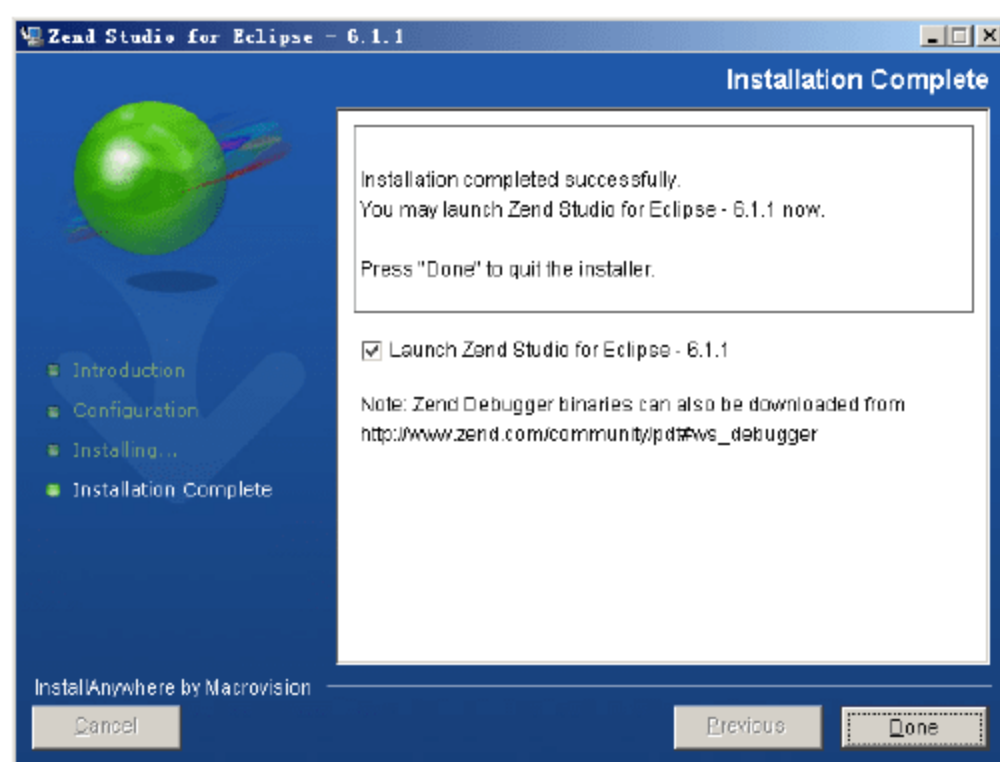 Zend Studio for Eclipse - 6.1.1
Installation Complete
Installation completed successfully.
You may launch Zend Studio for Eclipse - 6.1.1 now.
Press "Done" to quit the installer.
Launch Zend Studio for Eclipse - 6.1.1
Note: Zend Debugger binaries can also be downloaded from
http://www.zend.com/community/pdt#ws_debugger
Introduction
Configuration
Installing...
Installation Complete
InstallAnywhere by Macrovision
Cancel
Previous
Done